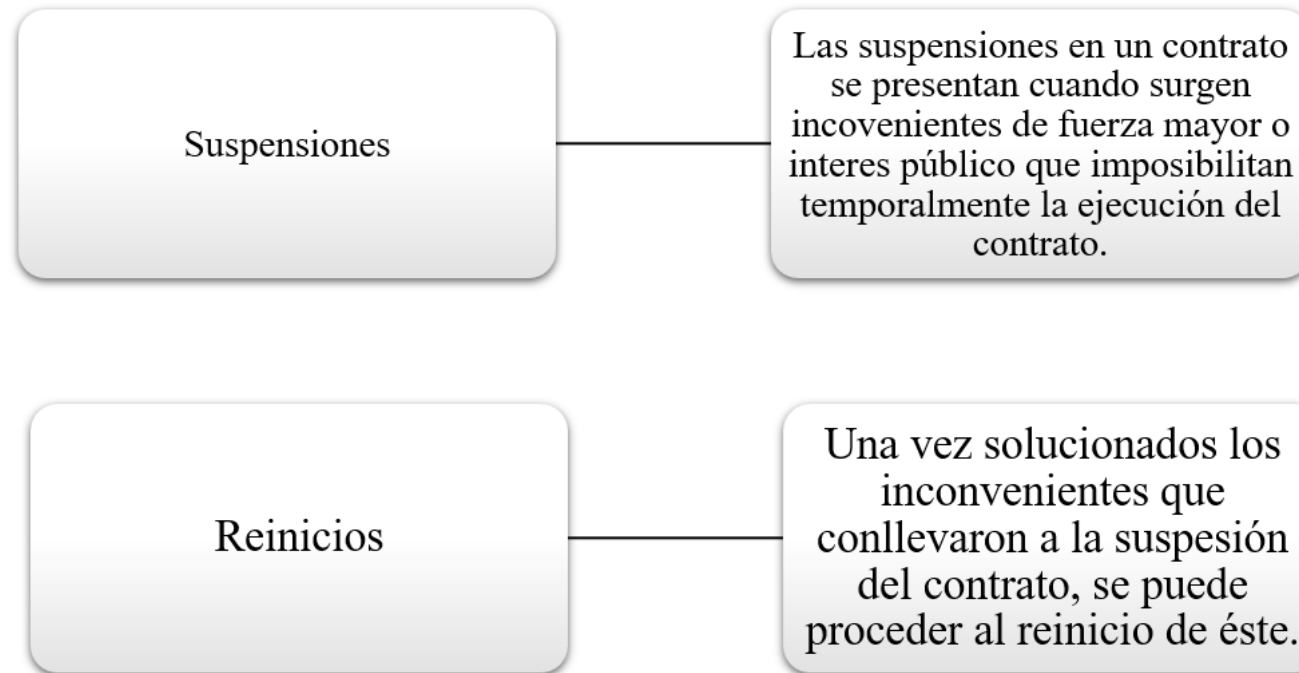 Suspensiones
Las suspensiones en un contrato
se presentan cuando surgen
incovenientes de fuerza mayor o
interes público que imposibilitan
temporalmente la ejecución del
contrato.
Reinicios
Una vez solucionados los
inconvenientes que
conllevaron a la suspesión
del contrato, se puede
proceder al reinicio de éste.